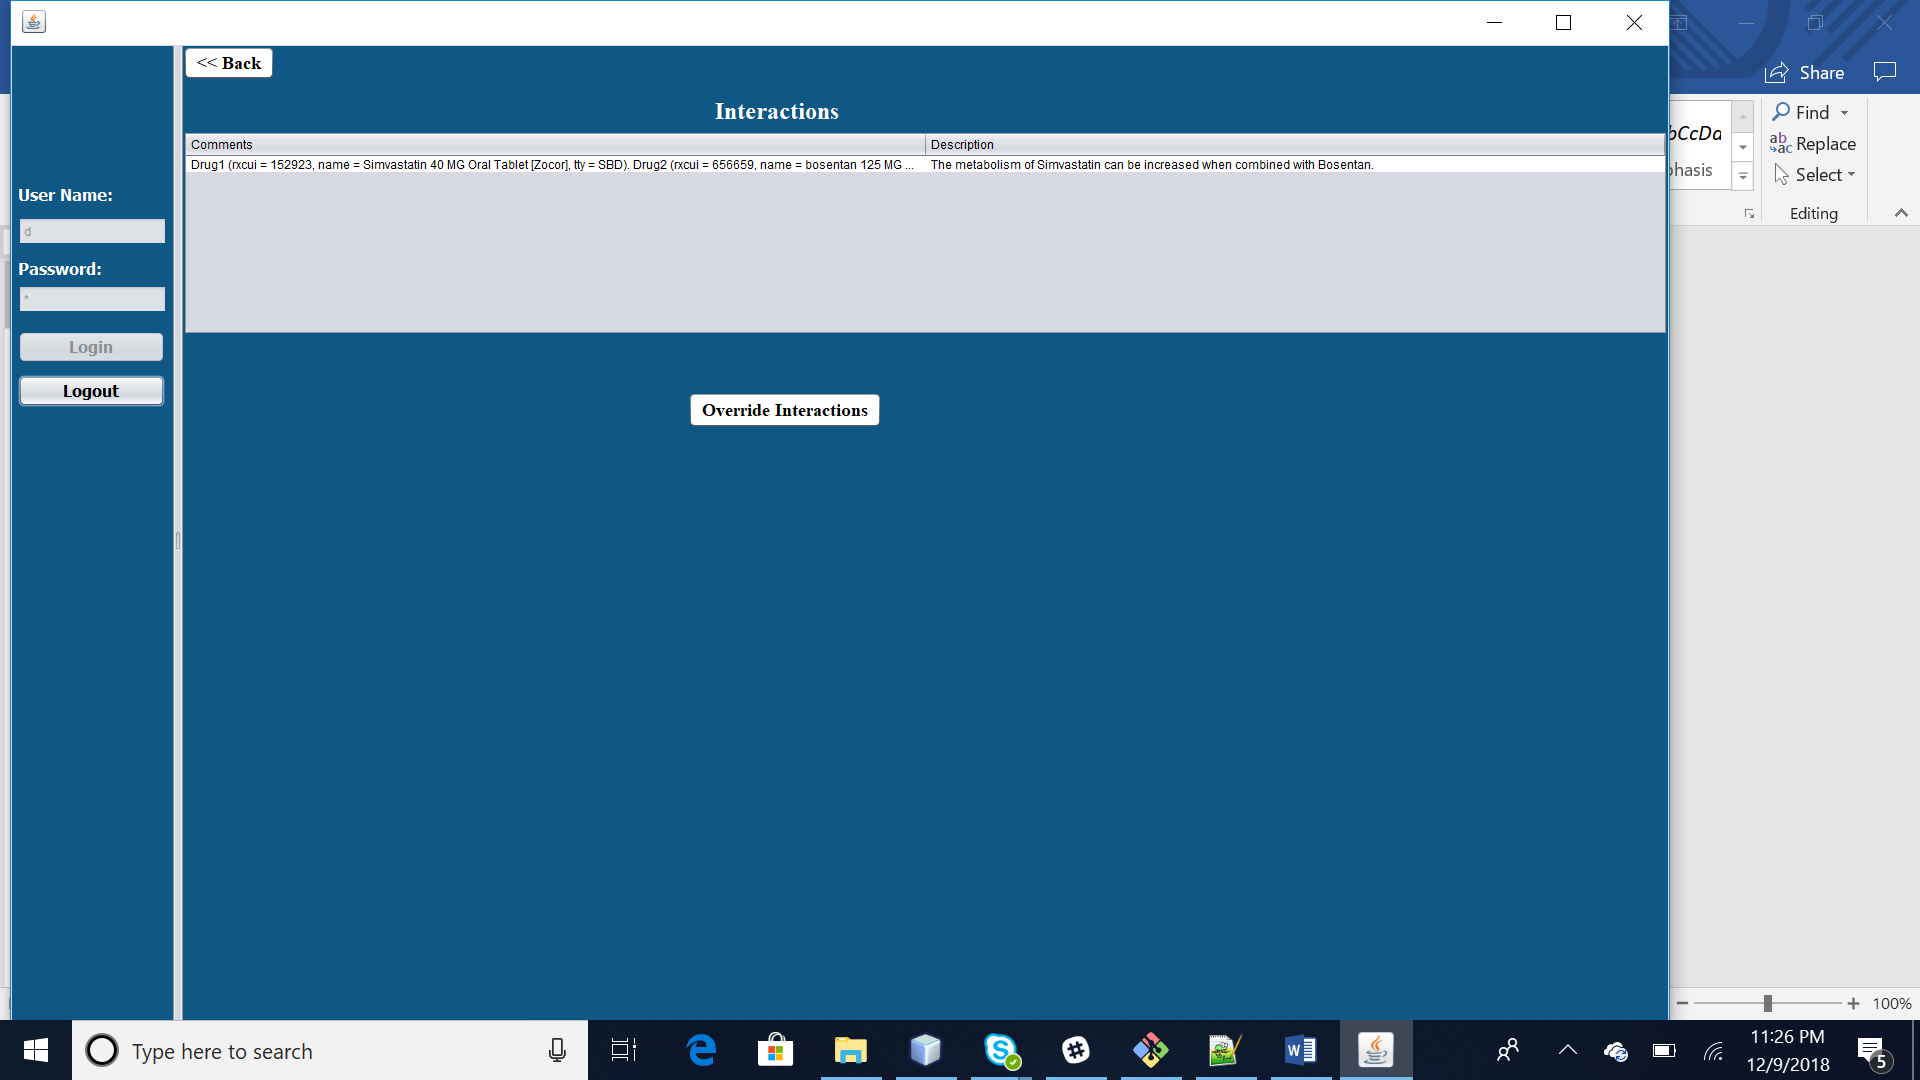 << Back
Interactions
Comments
Description
Drug1 (rxcui = 152923, name = Simvastatin 40 MG Oral Tablet [Zocor], tty = SBD). Drug2 (rxcui = 656659, name = bosentan 125 MG ...
The metabolism of Simvastatin can be increased when combined with Bosentan.
User Name:
d
Password:
*
Login
Logout
Override Interactions
Share
Find
Replace
Select
Editing
bCcDd
phasis
100%
Type here to search
11:26 PM
12/9/2018
5